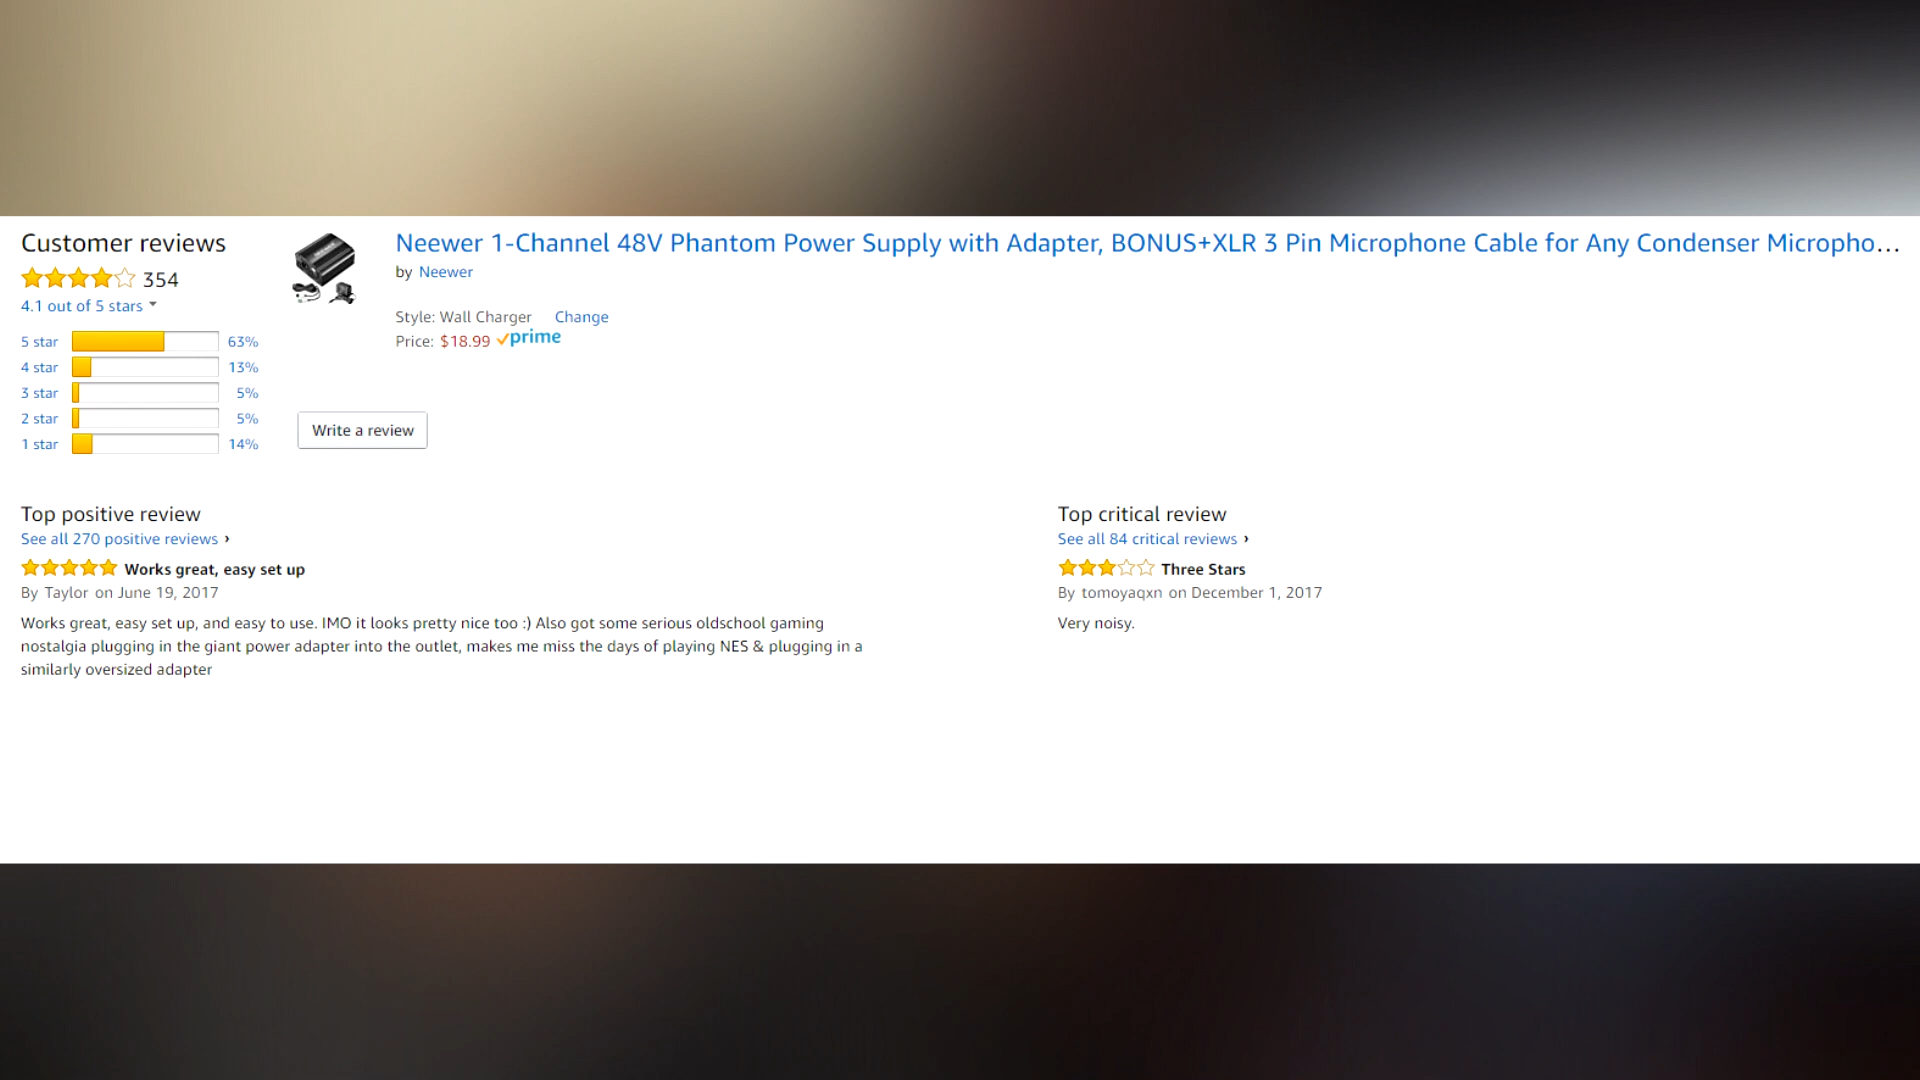 Customer reviews
354
4.1 out of 5 stars
5 star 63%
4 star 13%
3 star 5%
2 star 5%
1 star 14%
Neewer 1-Channel 48V Phantom Power Supply with Adapter, BONUS+XLR 3 Pin Microphone Cable for Any Condenser Micropho...
by Neewer
Style: Wall Charger Change
Price: $18.99 prime
Write a review
Top positive review
See all 270 positive reviews ›
Works great, easy set up
By Taylor on June 19, 2017
Works great, easy set up, and easy to use. IMO it looks pretty nice too :) Also got some serious oldschool gaming
nostalgia plugging in the giant power adapter into the outlet, makes me miss the days of playing NES & plugging in a
similarly oversized adapter
Top critical review
See all 84 critical reviews ›
Three Stars
By tomoyaqxn on December 1, 2017
Very noisy.